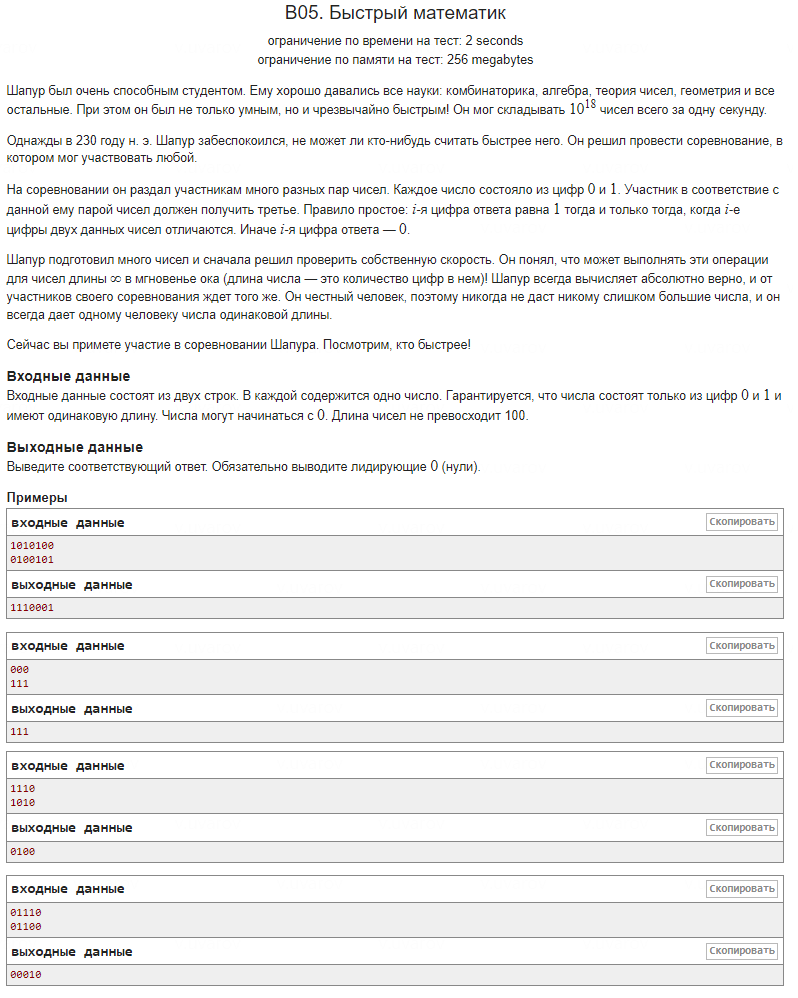 B05. Быстрый математик
ограничение по времени на тест: 2 seconds
ограничение по памяти на тест: 256 megabytes
Шапур был очень способным студентом. Ему хорошо давались все науки: комбинаторика, алгебра, теория чисел, геометрия и все
остальные. При этом он был не только умным, но и чрезвычайно быстрым! Он мог складывать 10^18 чисел всего за одну секунду.
Однажды в 230 году н. э. Шапур забеспокоился, не может ли кто-нибудь считать быстрее него. Он решил провести соревнование, в
котором мог участвовать любой.
На соревновании он раздал участникам много разных пар чисел. Каждое число состояло из цифр 0 и 1. Участник в соответствие с
данной ему парой чисел должен получить третье. Правило простое: i-я цифра ответа равна 1 тогда и только тогда, когда i-е
цифры двух данных чисел отличаются. Иначе i-я цифра ответа — 0.
Шапур подготовил много чисел и сначала решил проверить собственную скорость. Он понял, что может выполнять эти операции
для чисел длины ∞ в мгновенье ока (длина числа — это количество цифр в нем)! Шапур всегда вычисляет абсолютно верно, и от
участников своего соревнования ждет того же. Он честный человек, поэтому никогда не даст никому слишком большие числа, и он
всегда дает одному человеку числа одинаковой длины.
Сейчас вы примете участие в соревновании Шапура. Посмотрим, кто быстрее!
Входные данные
Входные данные состоят из двух строк. В каждой содержится одно число. Гарантируется, что числа состоят только из цифр 0 и 1 и
имеют одинаковую длину. Числа могут начинаться с 0. Длина чисел не превосходит 100.
Выходные данные
Выведите соответствующий ответ. Обязательно выводите лидирующие 0 (нули).
Примеры
входные данные Скопировать
1010100
0100101
выходные данные Скопировать
1110001
входные данные Скопировать
000
111
выходные данные Скопировать
111
входные данные Скопировать
1110
1010
выходные данные Скопировать
0100
входные данные Скопировать
01110
01100
выходные данные Скопировать
00010